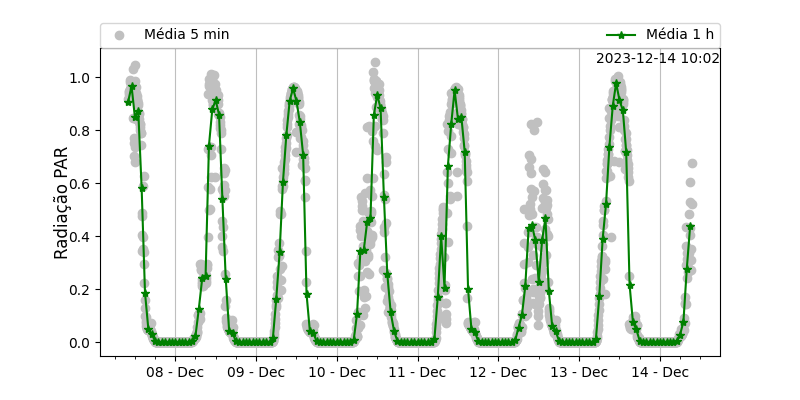 Média 5 min
Média 1 h
2023-12-14 10:02
Radiação PAR
1.0
0.8
0.6
0.4
0.2
0.0
08 - Dec
09 - Dec
10 - Dec
11 - Dec
12 - Dec
13 - Dec
14 - Dec